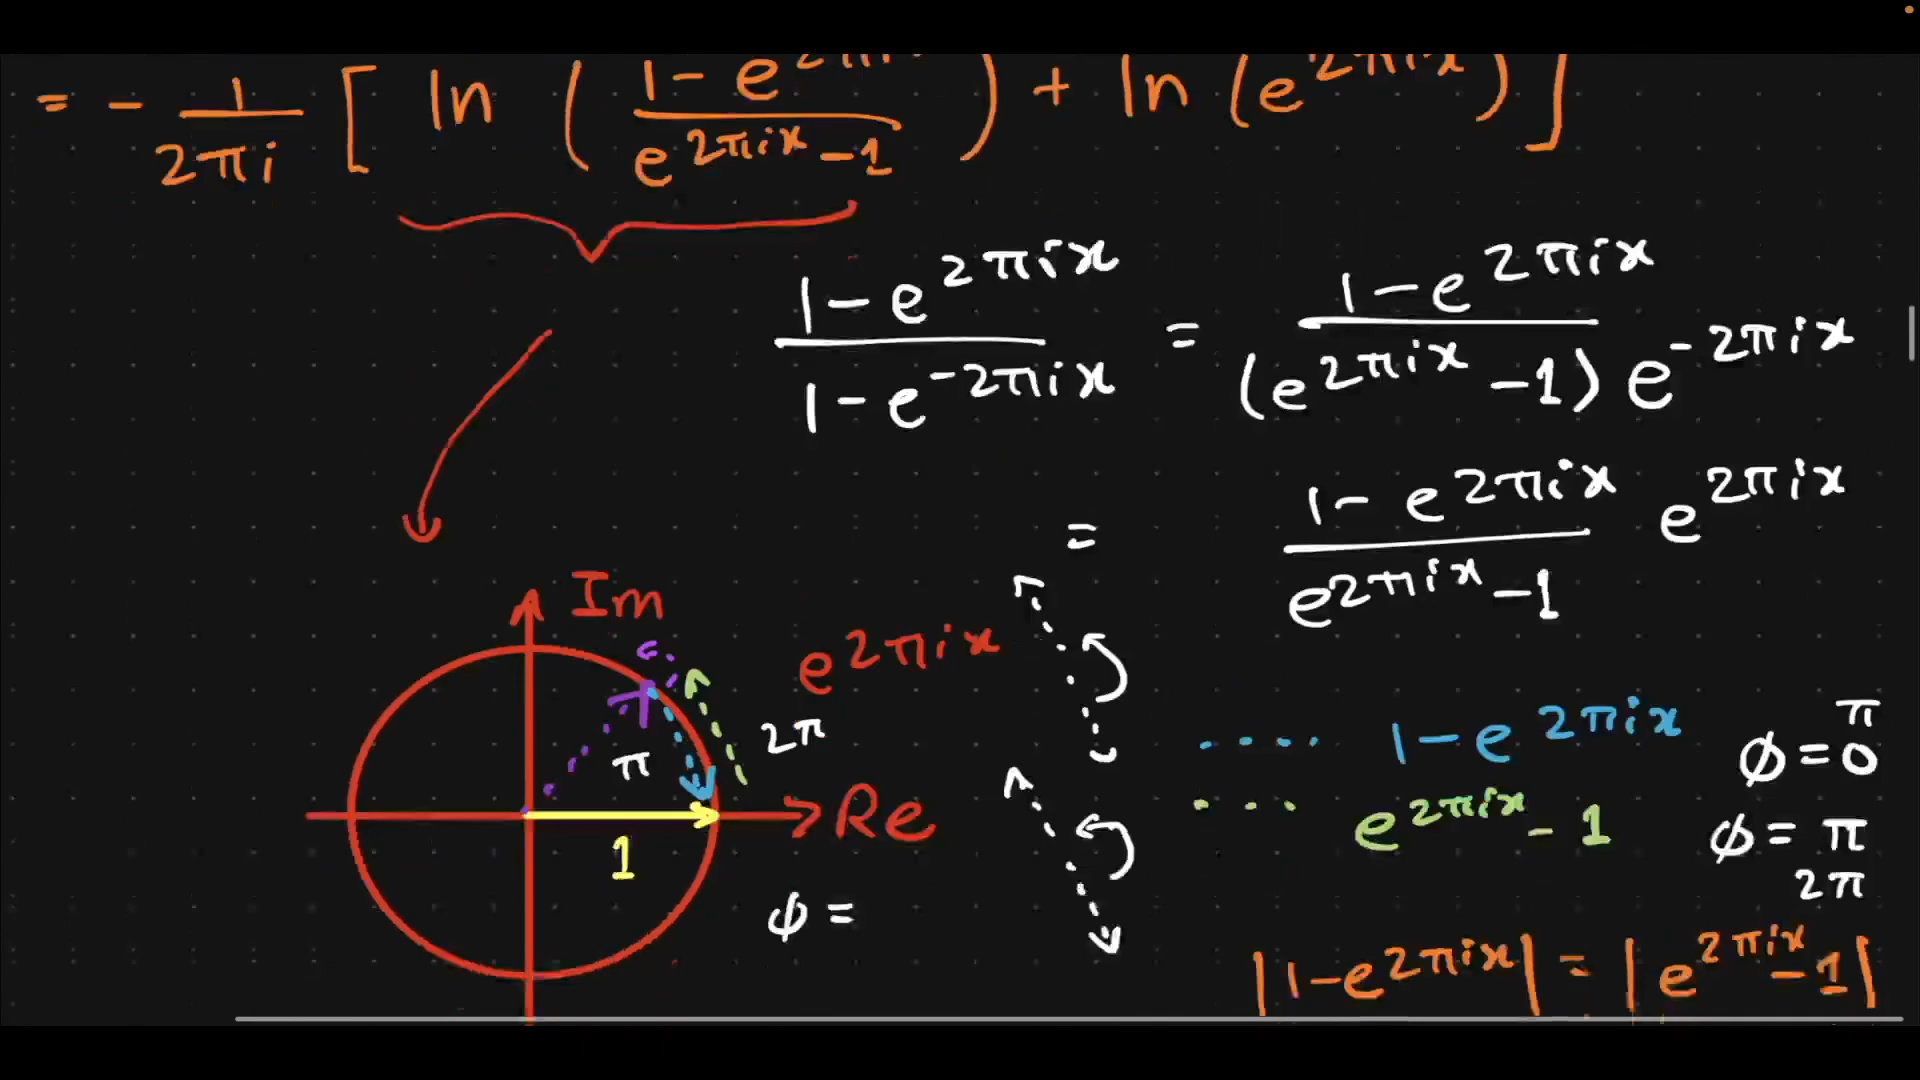 = - 1/(2πi) [ ln ( (1 - e^(2πi) / (e^(2πix) - 1) ) + ln (e^(2πix)) ]
(1 - e^(2πix)) / (1 - e^(-2πix)) = (1 - e^(2πix)) / ((e^(2πix) - 1) e^(-2πix))
= (1 - e^(2πix)) / (e^(2πix) - 1) e^(2πix)
Im
e^(2πix)
π
2π
Re
1
φ =
.... 1 - e^(2πix)
π
φ = 0
... e^(2πix) - 1
φ = π
2π
|1 - e^(2πix)| = |e^(2πix) - 1|